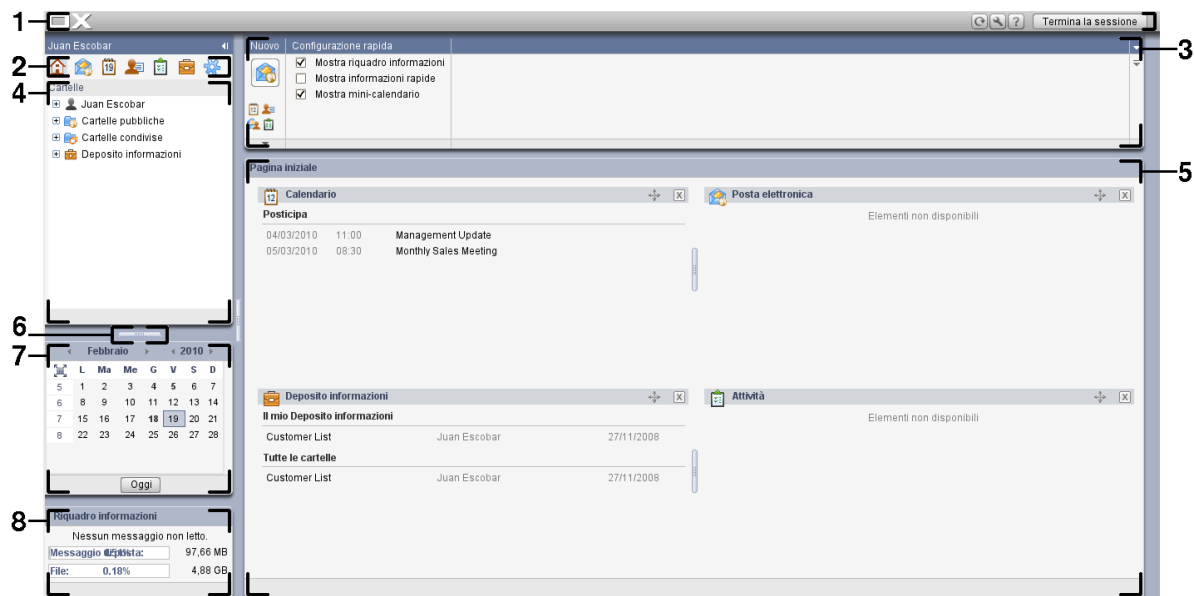 1
OX
?
Termina la sessione
Juan Escobar
2
19
Nuovo
Configurazione rapida
Mostra riquadro informazioni
Mostra informazioni rapide
Mostra mini-calendario
12
3
4
Cartelle
Juan Escobar
Cartelle pubbliche
Cartelle condivise
Deposito informazioni
5
Pagina iniziale
12
Calendario
X
Posticipa
04/03/2010 11:00 Management Update
05/03/2010 08:30 Monthly Sales Meeting
Posta elettronica
X
Elementi non disponibili
6
7
Febbraio 2010
L Ma Me G V S D
5 1 2 3 4 5 6 7
6 8 9 10 11 12 13 14
7 15 16 17 18 19 20 21
8 22 23 24 25 26 27 28
Oggi
Deposito informazioni
X
Il mio Deposito informazioni
Customer List Juan Escobar 27/11/2008
Tutte le cartelle
Customer List Juan Escobar 27/11/2008
Attività
X
Elementi non disponibili
8
Riquadro informazioni
Nessun messaggio non letto.
Messaggio di posta: 97,66 MB
File: 0.18% 4,88 GB